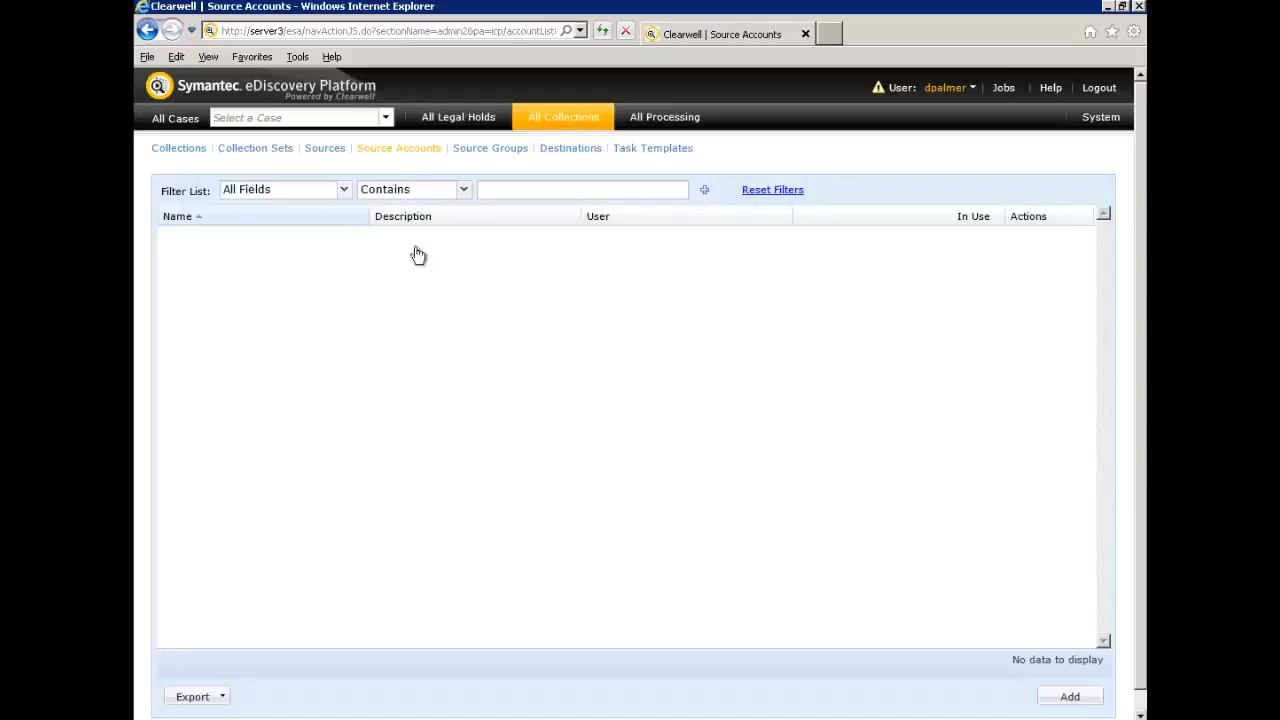 Clearwell | Source Accounts - Windows Internet Explorer
http://server3/esa/navActionJS.do?sectionName=admin2&pa=icp/accountList
Clearwell | Source Accounts
File Edit View Favorites Tools Help
Symantec. eDiscovery Platform
Powered by Clearwell
User: dpalmer Jobs Help Logout
All Cases Select a Case All Legal Holds All Collections All Processing System
Collections Collection Sets Sources Source Accounts Source Groups Destinations Task Templates
Filter List: All Fields Contains Reset Filters
Name Description User In Use Actions
No data to display
Export Add